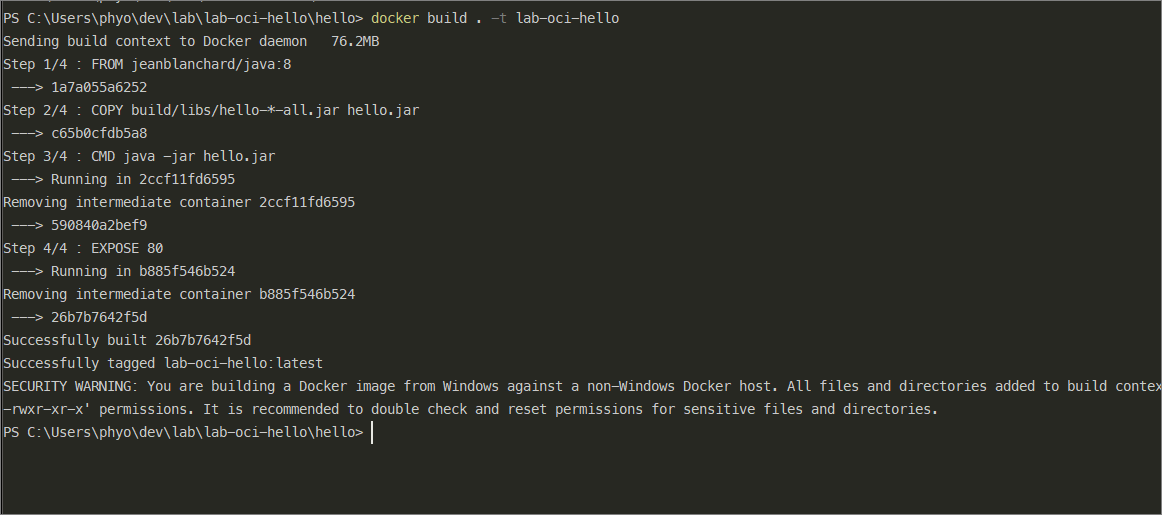 PS C:\Users\phyo\dev\lab\lab-oci-hello\hello> docker build . -t lab-oci-hello
Sending build context to Docker daemon   76.2MB
Step 1/4 : FROM jeanblanchard/java:8
 ---> 1a7a055a6252
Step 2/4 : COPY build/libs/hello-*-all.jar hello.jar
 ---> c65b0cfdb5a8
Step 3/4 : CMD java -jar hello.jar
 ---> Running in 2ccf11fd6595
Removing intermediate container 2ccf11fd6595
 ---> 590840a2bef9
Step 4/4 : EXPOSE 80
 ---> Running in b885f546b524
Removing intermediate container b885f546b524
 ---> 26b7b7642f5d
Successfully built 26b7b7642f5d
Successfully tagged lab-oci-hello:latest
SECURITY WARNING: You are building a Docker image from Windows against a non-Windows Docker host. All files and directories added to build contex
-rwxr-xr-x' permissions. It is recommended to double check and reset permissions for sensitive files and directories.
PS C:\Users\phyo\dev\lab\lab-oci-hello\hello>